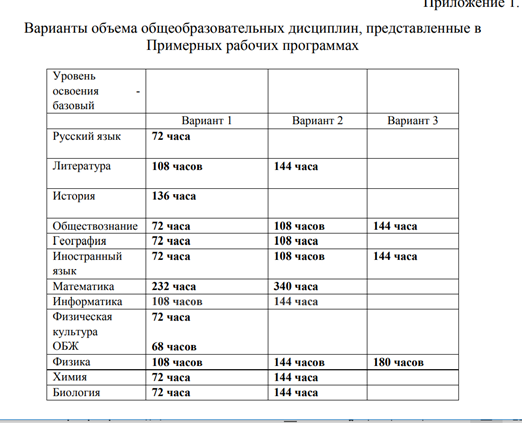 Приложение 1.
Варианты объема общеобразовательных дисциплин, представленные в
Примерных рабочих программах
Уровень
освоения -
базовый
Вариант 1 Вариант 2 Вариант 3
Русский язык 72 часа
Литература 108 часов 144 часа
История 136 часа
Обществознание 72 часа 108 часов 144 часа
География 72 часа 108 часа
Иностранный 72 часа 108 часов 144 часа
язык
Математика 232 часа 340 часа
Информатика 108 часов 144 часа
Физическая 72 часа
культура
ОБЖ 68 часов
Физика 108 часов 144 часов 180 часов
Химия 72 часа 144 часа
Биология 72 часа 144 часа